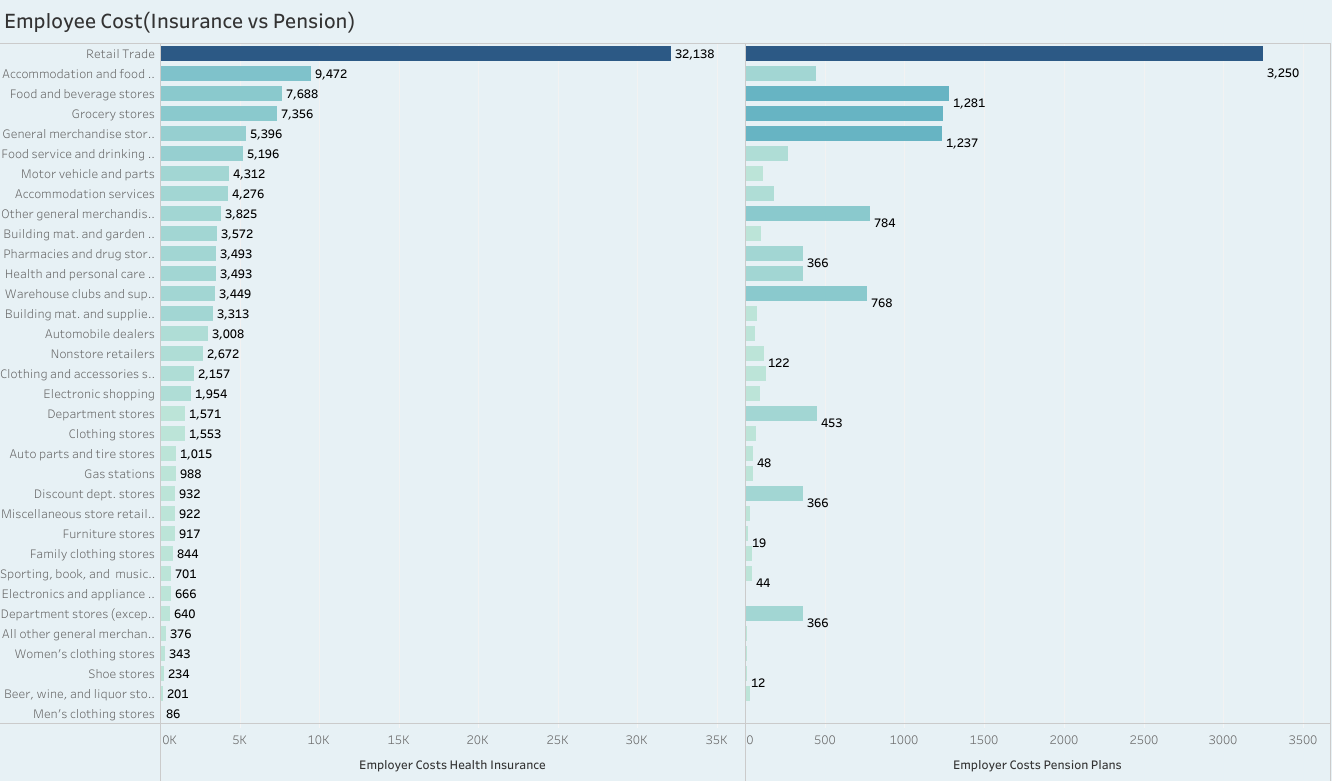 Employee Cost(Insurance vs Pension)
Retail Trade 32,138 3,250
Accommodation and food .. 9,472
Food and beverage stores 7,688 1,281
Grocery stores 7,356
General merchandise stor.. 5,396 1,237
Food service and drinking .. 5,196
Motor vehicle and parts 4,312
Accommodation services 4,276
Other general merchandis.. 3,825 784
Building mat. and garden .. 3,572
Pharmacies and drug stor.. 3,493 366
Health and personal care .. 3,493
Warehouse clubs and sup.. 3,449 768
Building mat. and supplie.. 3,313
Automobile dealers 3,008
Nonstore retailers 2,672 122
Clothing and accessories s.. 2,157
Electronic shopping 1,954
Department stores 1,571 453
Clothing stores 1,553
Auto parts and tire stores 1,015 48
Gas stations 988
Discount dept. stores 932 366
Miscellaneous store retail.. 922
Furniture stores 917 19
Family clothing stores 844
Sporting, book, and music.. 701 44
Electronics and appliance .. 666
Department stores (excep.. 640 366
All other general merchan.. 376
Women's clothing stores 343
Shoe stores 234 12
Beer, wine, and liquor sto.. 201
Men's clothing stores 86
0K 5K 10K 15K 20K 25K 30K 35K 0 500 1000 1500 2000 2500 3000 3500
Employer Costs Health Insurance Employer Costs Pension Plans